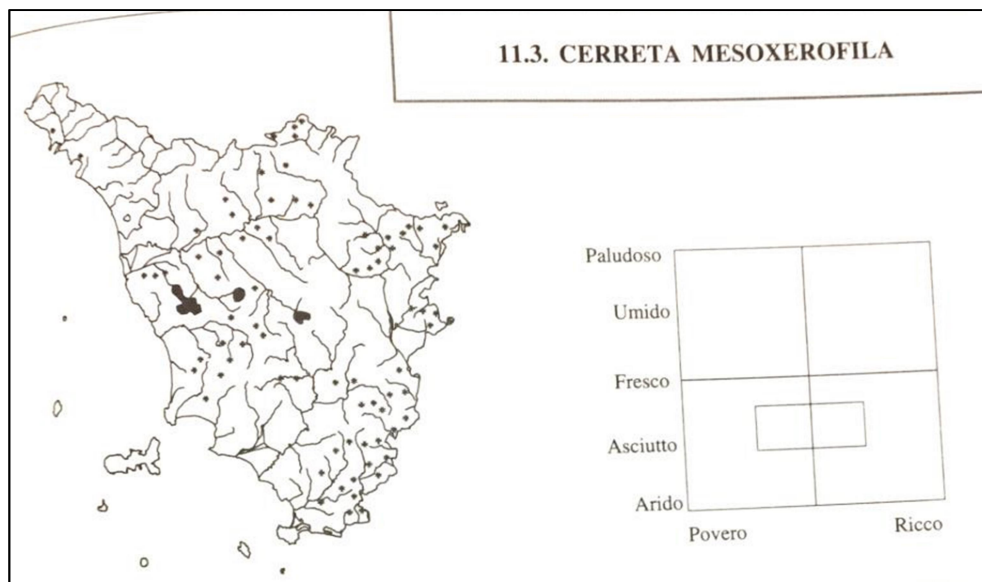 11.3. CERRETA MESOXEROFILA
Paludoso
Umido
Fresco
Asciutto
Arido
Povero
Ricco